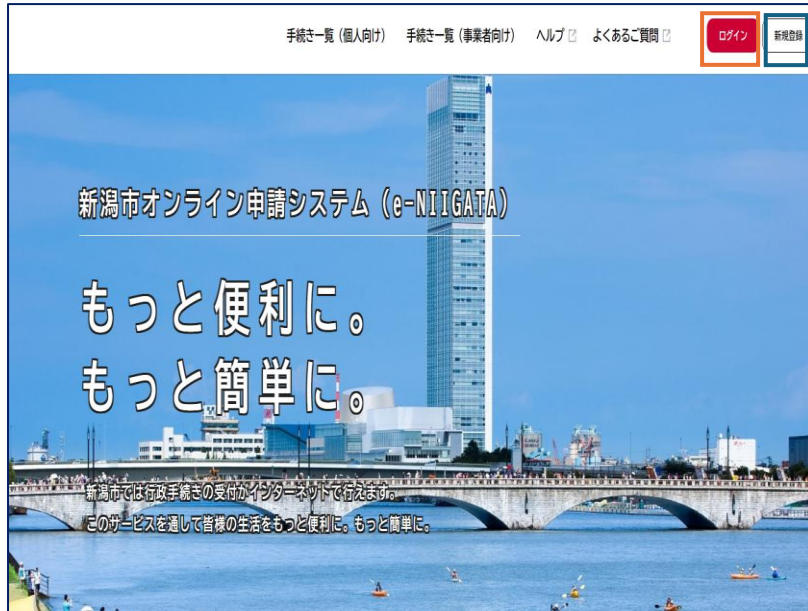 手続き一覧（個人向け） 手続き一覧（事業者向け） ヘルプ よくあるご質問 ログイン 新規登録
新潟市オンライン申請システム（e-NIIGATA）
もっと便利に。
もっと簡単に。
新潟市では行政手続きの受付がインターネットで行えます。
このサービスを通して皆様の生活をもっと便利に。もっと簡単に。